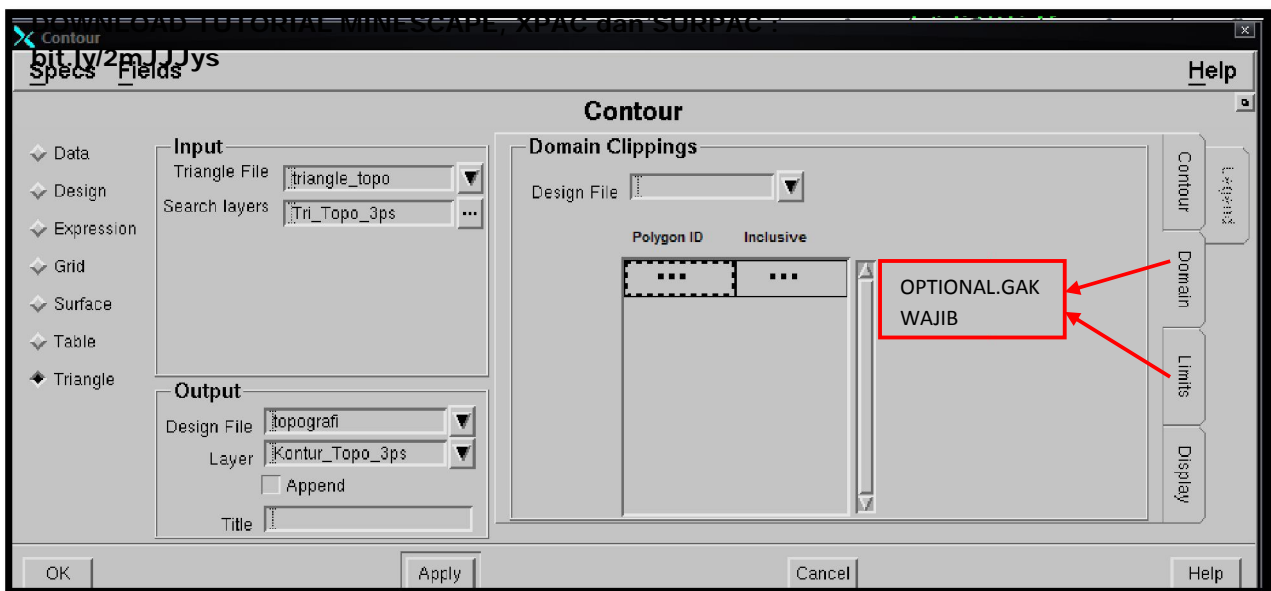 DOWNLOAD TUTORIAL MINESCAPE, XPAC dan SURPAC :
Contour
bit.ly/2mJJJys
Specs Fields Help
Contour
Data
Design
Expression
Grid
Surface
Table
Triangle
Input
Triangle File triangle_topo
Search layers Tri_Topo_3ps ...
Output
Design File topografi
Layer Kontur_Topo_3ps
Append
Title
Domain Clippings
Design File
Polygon ID Inclusive
... ...
OPTIONAL.GAK
WAJIB
Contour
Legend
Domain
Limits
Display
OK Apply Cancel Help